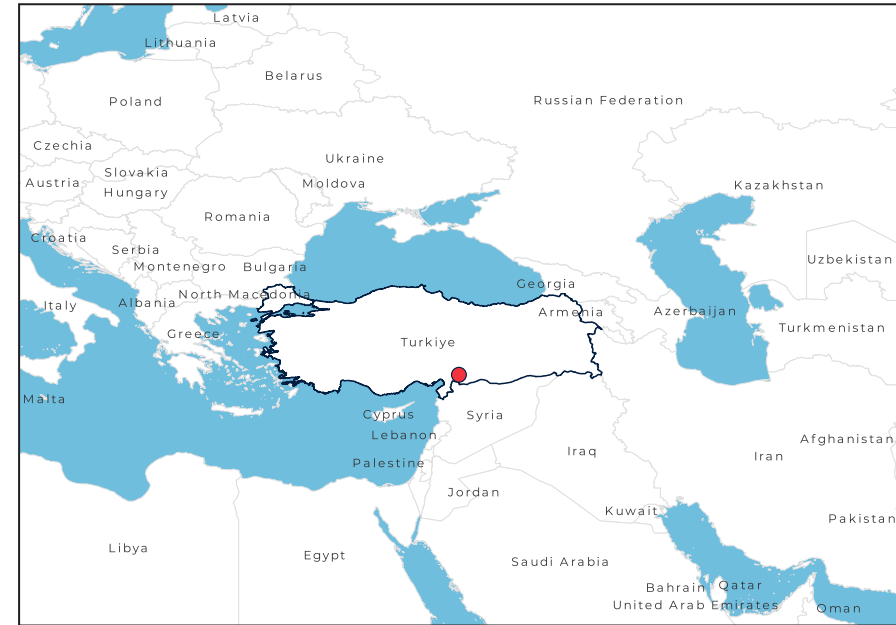 Latvia
Lithuania
Belarus
Poland
Russian Federation
Czechia
Ukraine
Slovakia
Austria
Moldova
Hungary
Kazakhstan
Romania
Croatia
Serbia
Uzbekistan
Montenegro
Bulgaria
Georgia
North Macedonia
Albania
Italy
Armenia
Azerbaijan
Turkmenistan
Greece
Turkiye
Malta
Cyprus
Syria
Lebanon
Afghanistan
Iraq
Iran
Palestine
Jordan
Kuwait
Pakistan
Libya
Egypt
Saudi Arabia
Bahrain
Qatar
United Arab Emirates
Oman